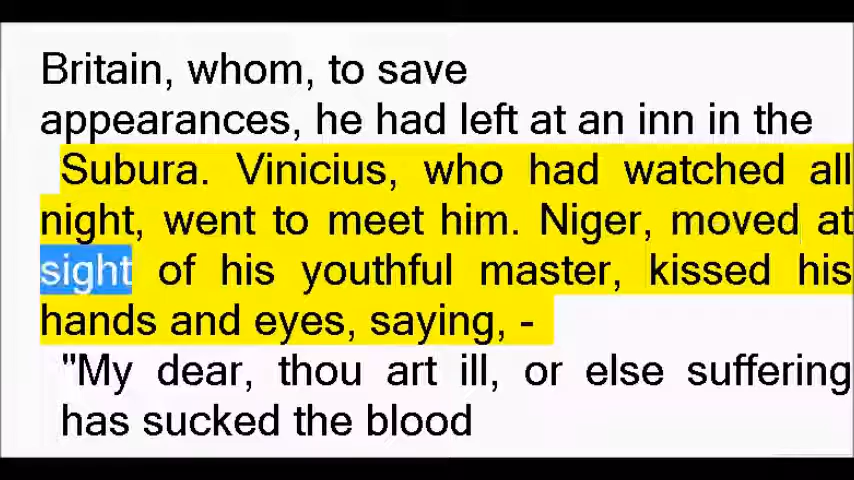 Britain, whom, to save
appearances, he had left at an inn in the
Subura. Vinicius, who had watched all
night, went to meet him. Niger, moved at
sight of his youthful master, kissed his
hands and eyes, saying, -
"My dear, thou art ill, or else suffering
has sucked the blood